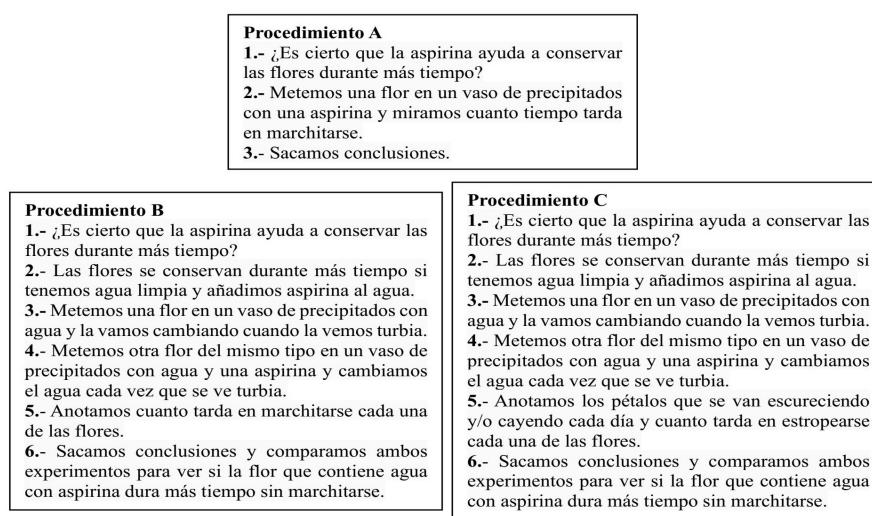 Procedimiento A
1.- ¿Es cierto que la aspirina ayuda a conservar
las flores durante más tiempo?
2.- Metemos una flor en un vaso de precipitados
con una aspirina y miramos cuanto tiempo tarda
en marchitarse.
3.- Sacamos conclusiones.
Procedimiento B
1.- ¿Es cierto que la aspirina ayuda a conservar las
flores durante más tiempo?
2.- Las flores se conservan durante más tiempo si
tenemos agua limpia y añadimos aspirina al agua.
3.- Metemos una flor en un vaso de precipitados con
agua y la vamos cambiando cuando la vemos turbia.
4.- Metemos otra flor del mismo tipo en un vaso de
precipitados con agua y una aspirina y cambiamos
el agua cada vez que se ve turbia.
5.- Anotamos cuanto tarda en marchitarse cada una
de las flores.
6.- Sacamos conclusiones y comparamos ambos
experimentos para ver si la flor que contiene agua
con aspirina dura más tiempo sin marchitarse.
Procedimiento C
1.- ¿Es cierto que la aspirina ayuda a conservar las
flores durante más tiempo?
2.- Las flores se conservan durante más tiempo si
tenemos agua limpia y añadimos aspirina al agua.
3.- Metemos una flor en un vaso de precipitados con
agua y la vamos cambiando cuando la vemos turbia.
4.- Metemos otra flor del mismo tipo en un vaso de
precipitados con agua y una aspirina y cambiamos
el agua cada vez que se ve turbia.
5.- Anotamos los pétalos que se van escureciendo
y/o cayendo cada día y cuanto tarda en estropearse
cada una de las flores.
6.- Sacamos conclusiones y comparamos ambos
experimentos para ver si la flor que contiene agua
con aspirina dura más tiempo sin marchitarse.